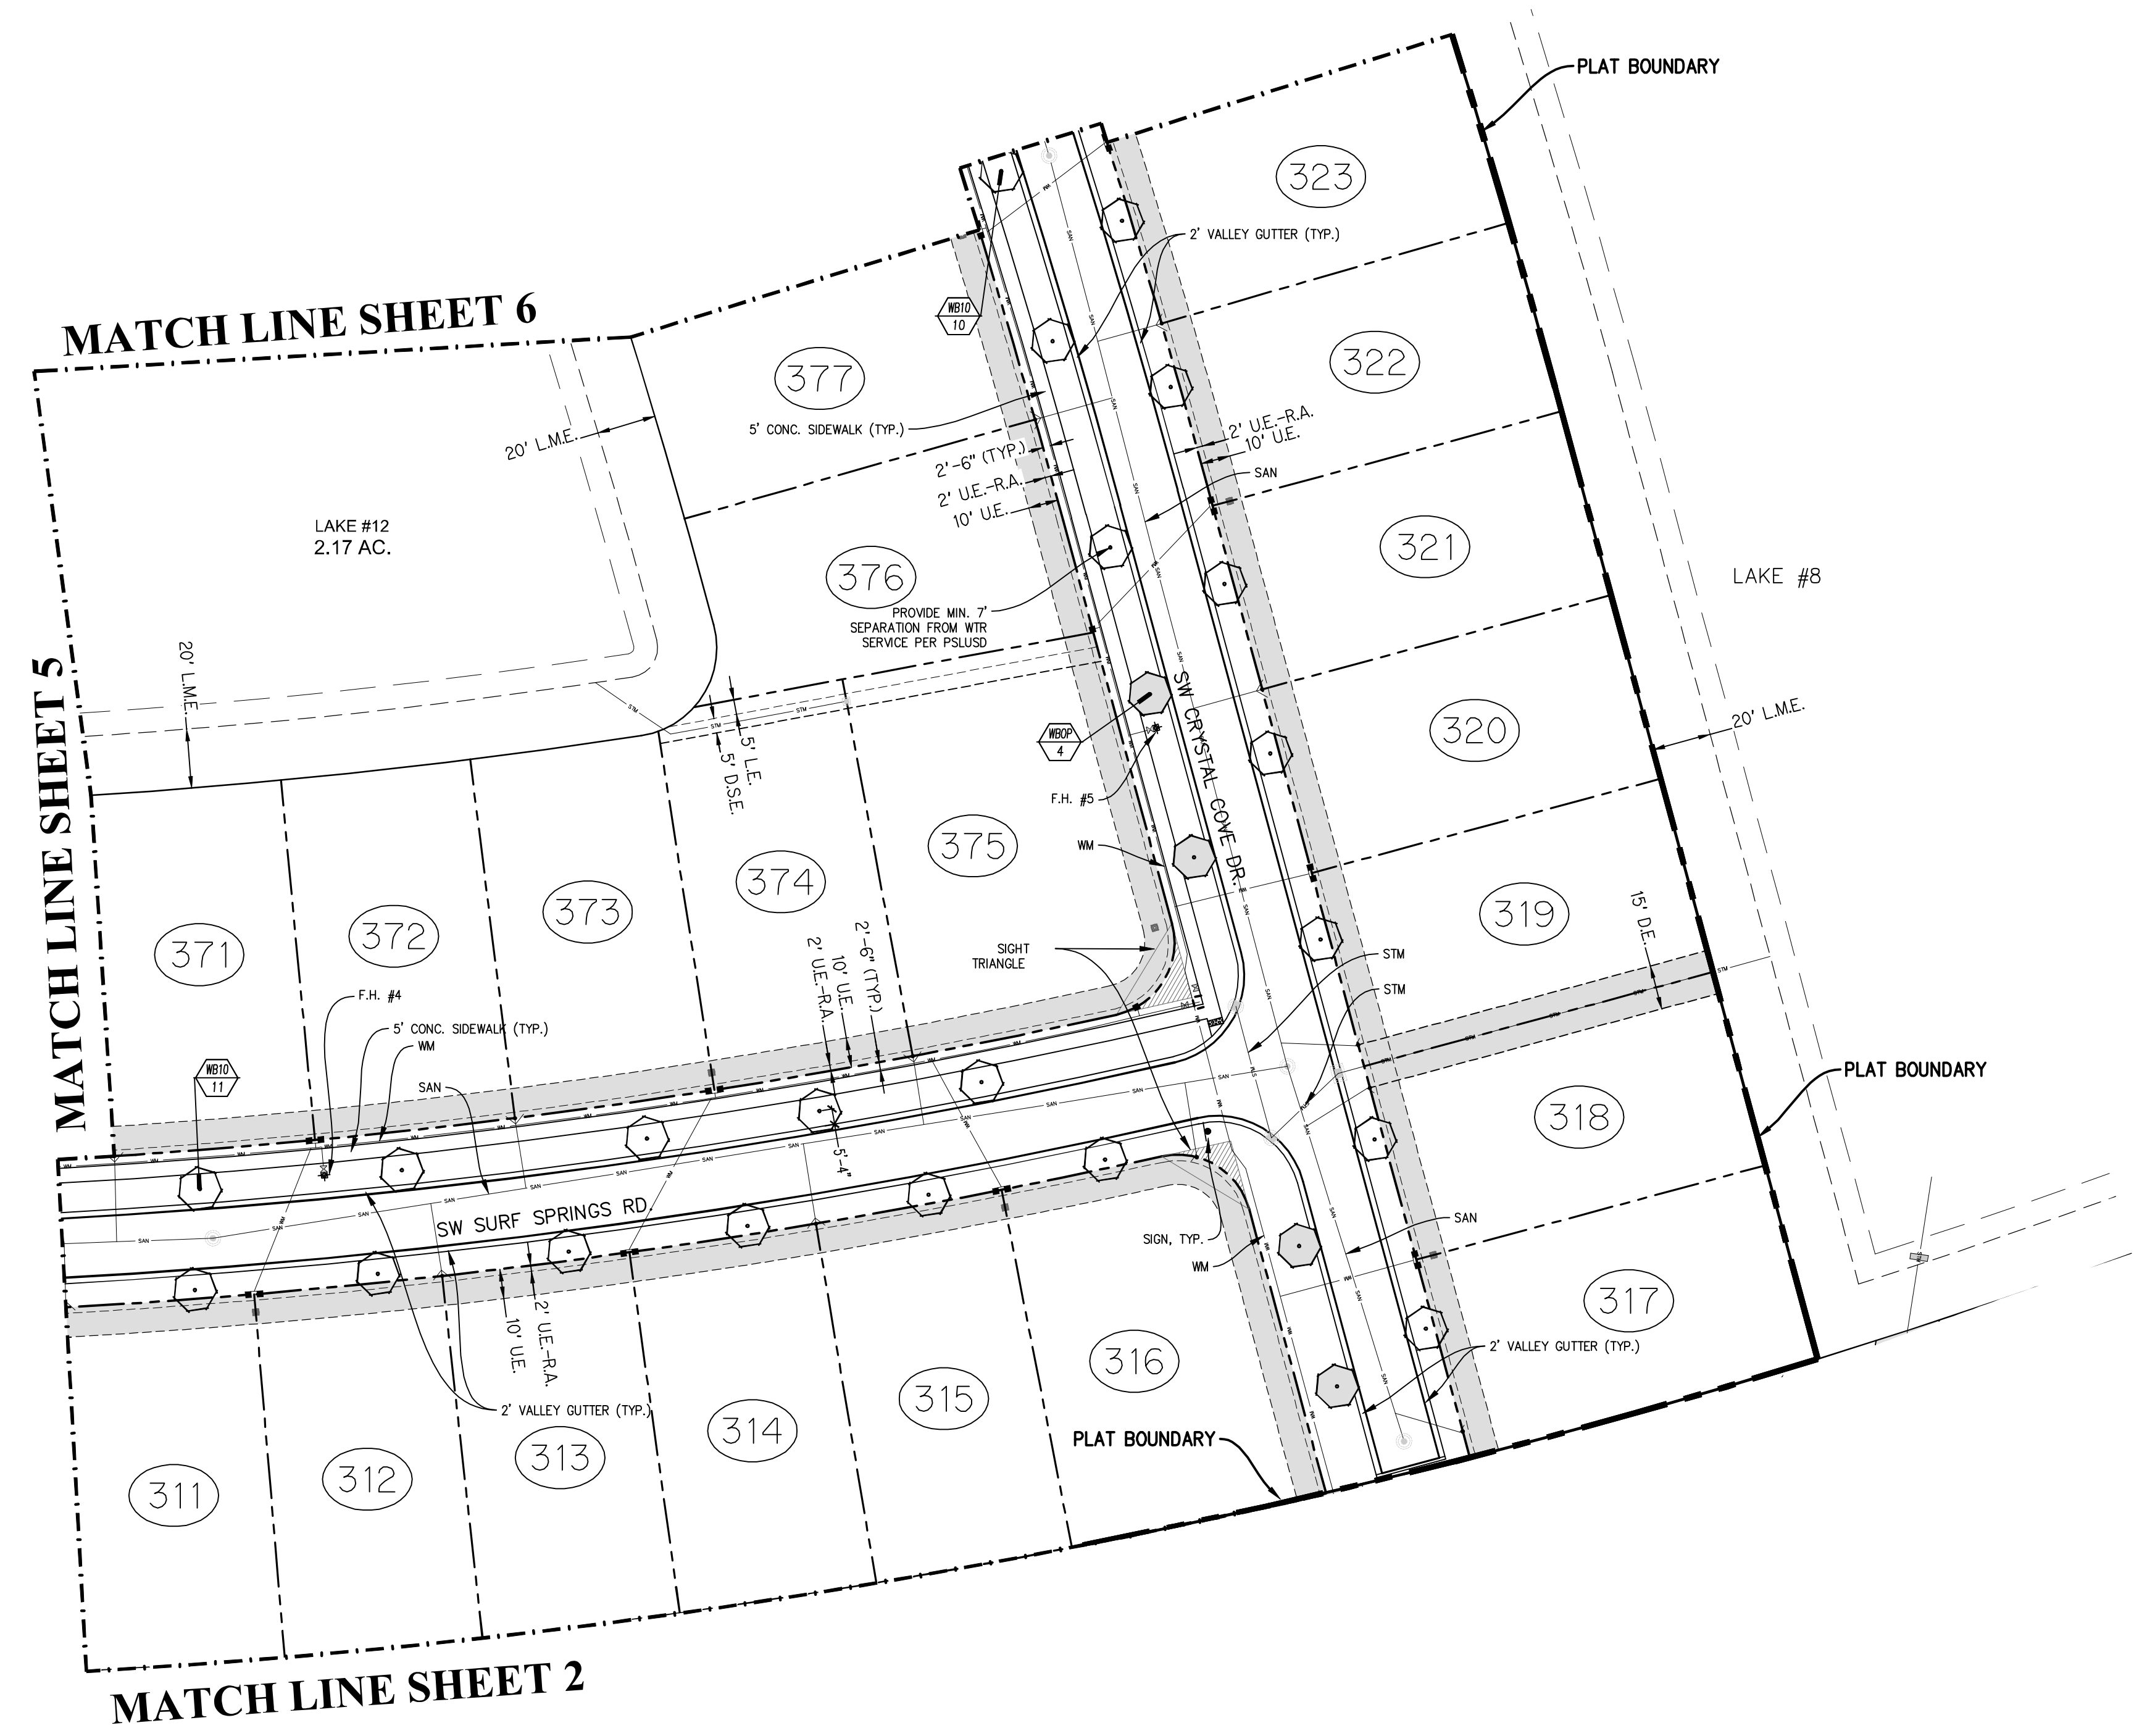 PLAT BOUNDARY
323
2' VALLEY GUTTER (TYP.)
WB10
10
MATCH LINE SHEET 6
377
322
5' CONC. SIDEWALK (TYP.)
20' L.M.E.
2' U.E.-R.A.
10' U.E.
2'-6" (TYP.)
2' U.E.-R.A.
10' U.E.
SAN
LAKE #12
2.17 AC.
321
LAKE #8
376
PROVIDE MIN. 7'
SEPARATION FROM WTR
SERVICE PER PSLUSD
20' L.M.E.
MATCH LINE SHEET 5
SW CRYSTAL COVE DR.
WBOP
4
320
20' L.M.E.
5' L.E.
5' D.S.E.
F.H. #5
WM
375
374
373
372
371
319
15' D.E.
2' U.E.-R.A.
10' U.E.
2'-6" (TYP.)
SIGHT
TRIANGLE
STM
STM
F.H. #4
5' CONC. SIDEWALK (TYP.)
WM
WB10
11
SAN
PLAT BOUNDARY
318
5'-4"
SW SURF SPRINGS RD.
SIGN, TYP.
WM
SAN
317
10' U.E.
2' U.E.-R.A.
2' VALLEY GUTTER (TYP.)
316
2' VALLEY GUTTER (TYP.)
315
314
313
312
311
PLAT BOUNDARY
MATCH LINE SHEET 2